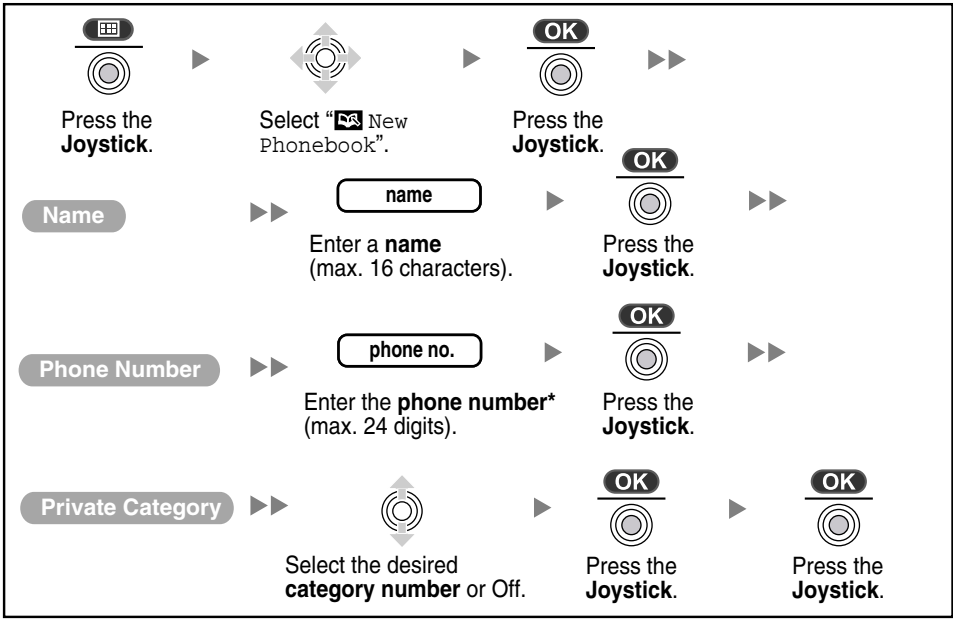 OK
Press the
Joystick.
Select “ New
Phonebook”.
Press the
Joystick.
Name
name
Enter a name
(max. 16 characters).
OK
Press the
Joystick.
Phone Number
phone no.
Enter the phone number*
(max. 24 digits).
OK
Press the
Joystick.
Private Category
Select the desired
category number or Off.
OK
Press the
Joystick.
OK
Press the
Joystick.